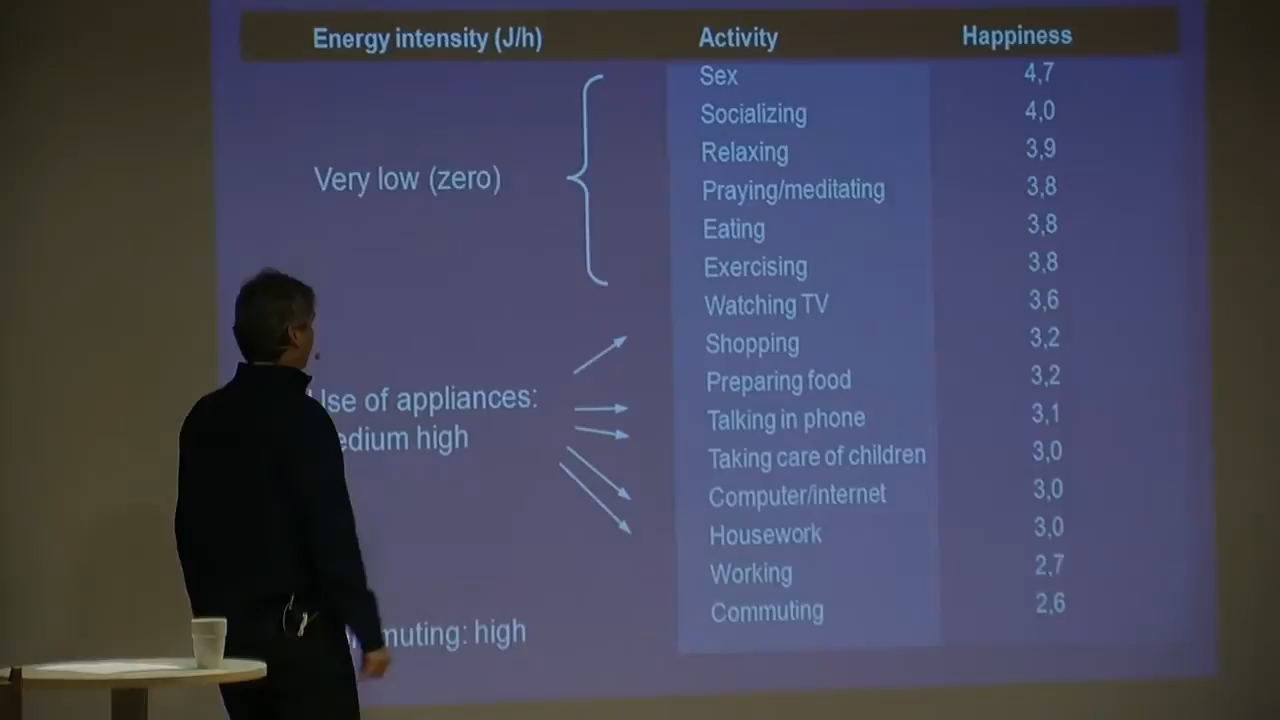 Energy intensity (J/h) Activity Happiness
Sex 4,7
Socializing 4,0
Relaxing 3,9
Very low (zero) Praying/meditating 3,8
Eating 3,8
Exercising 3,8
Watching TV 3,6
Shopping 3,2
Preparing food 3,2
Use of appliances: Talking in phone 3,1
edium high Taking care of children 3,0
Computer/internet 3,0
Housework 3,0
Working 2,7
Commuting 2,6
muting: high